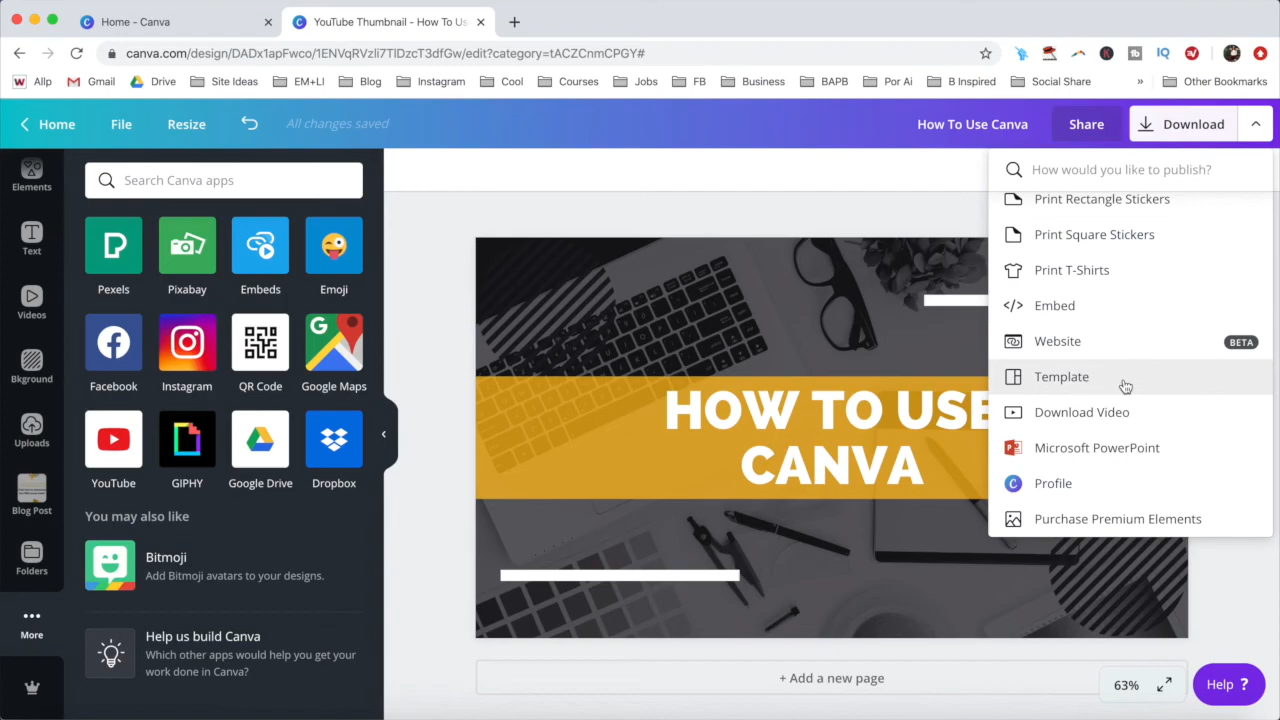 Home - Canva
YouTube Thumbnail - How To Us
canva.com/design/DADx1apFwco/1ENVqRVzli7TlDzcT3dfGw/edit?category=tACZCnmCPGY#
Allp
Gmail
Drive
Site Ideas
EM+LI
Blog
Instagram
Cool
Courses
Jobs
FB
Business
BAPB
Por Ai
B Inspired
Social Share
»
Other Bookmarks
Home
File
Resize
All changes saved
How To Use Canva
Share
Download
Elements
Text
Videos
Bkground
Uploads
Blog Post
Folders
More
Search Canva apps
Pexels
Pixabay
Embeds
Emoji
Facebook
Instagram
QR Code
Google Maps
YouTube
GIPHY
Google Drive
Dropbox
You may also like
Bitmoji
Add Bitmoji avatars to your designs.
Help us build Canva
Which other apps would help you get your
work done in Canva?
HOW TO USE
CANVA
+ Add a new page
How would you like to publish?
Print Rectangle Stickers
Print Square Stickers
Print T-Shirts
Embed
Website
BETA
Template
Download Video
Microsoft PowerPoint
Profile
Purchase Premium Elements
63%
Help ?